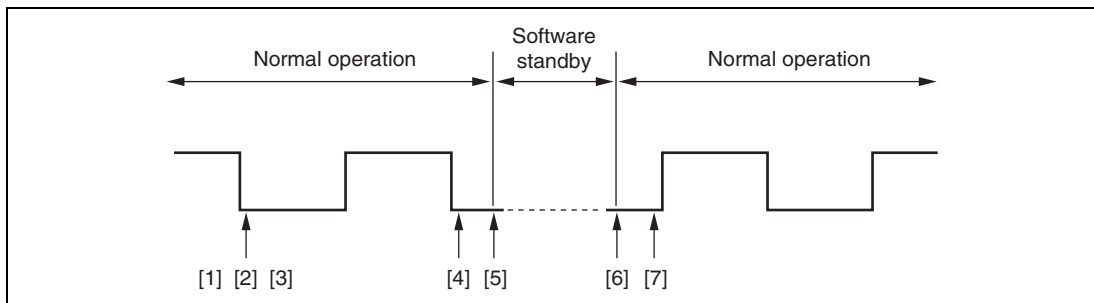 Software
standby
Normal operation
Normal operation
[1] [2] [3]
[4] [5]
[6] [7]